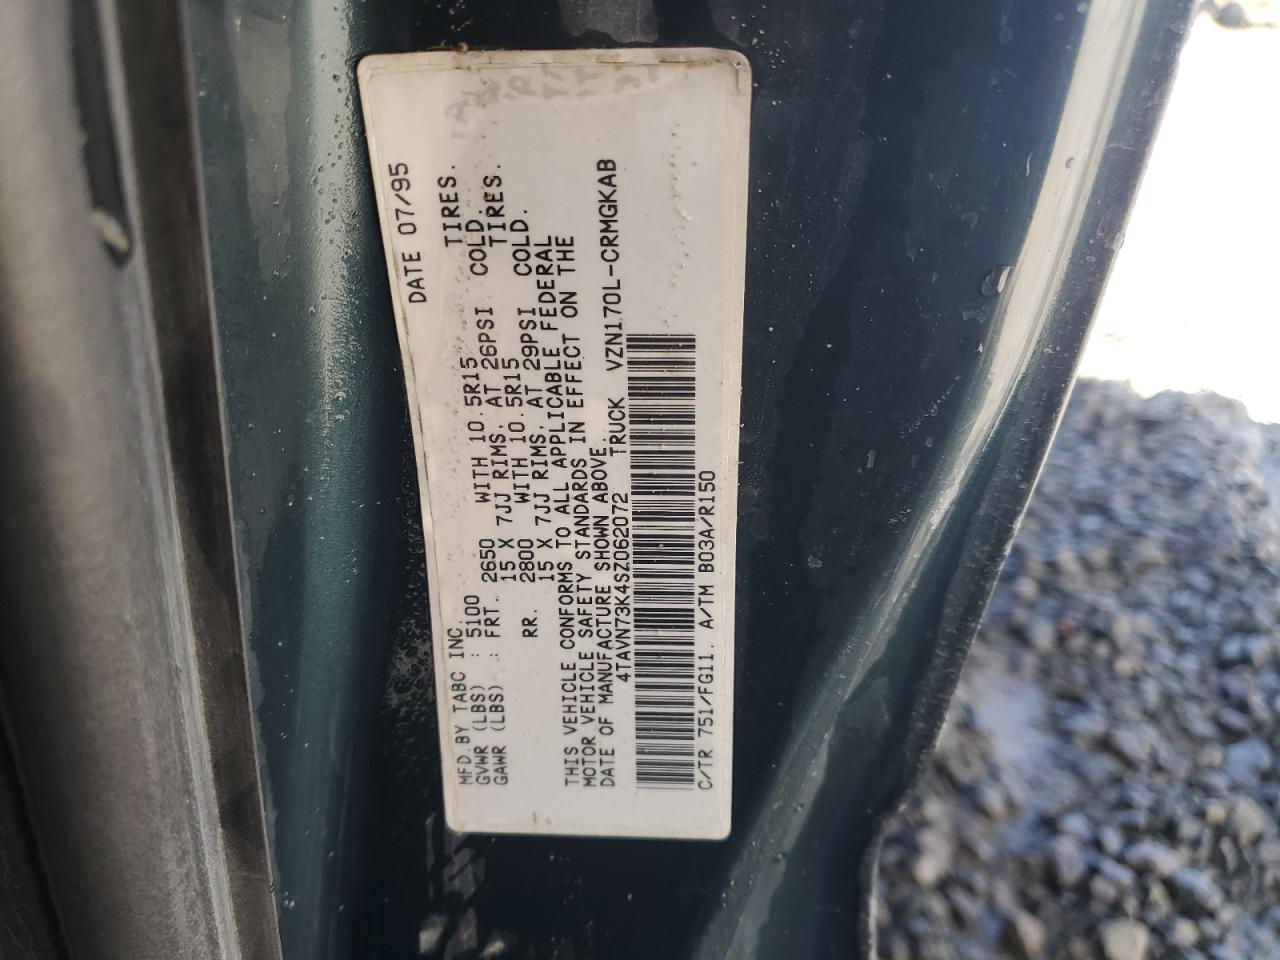 MFD. BY TABC INC. DATE 07/95
GVWR (LBS) : 5100
GAWR (LBS) : FRT. 2650 WITH 10.5R15 TIRES.
15 X 7JJ RIMS, AT 26PSI COLD.
RR. 2800 WITH 10.5R15 TIRES.
15 X 7JJ RIMS, AT 29PSI COLD.
THIS VEHICLE CONFORMS TO ALL APPLICABLE FEDERAL
MOTOR VEHICLE SAFETY STANDARDS IN EFFECT ON THE
DATE OF MANUFACTURE SHOWN ABOVE.
4TAVN73K4SZ062072 TRUCK VZN170L-CRMGKAB
C/TR 751/FG11. A/TM B03A/R150